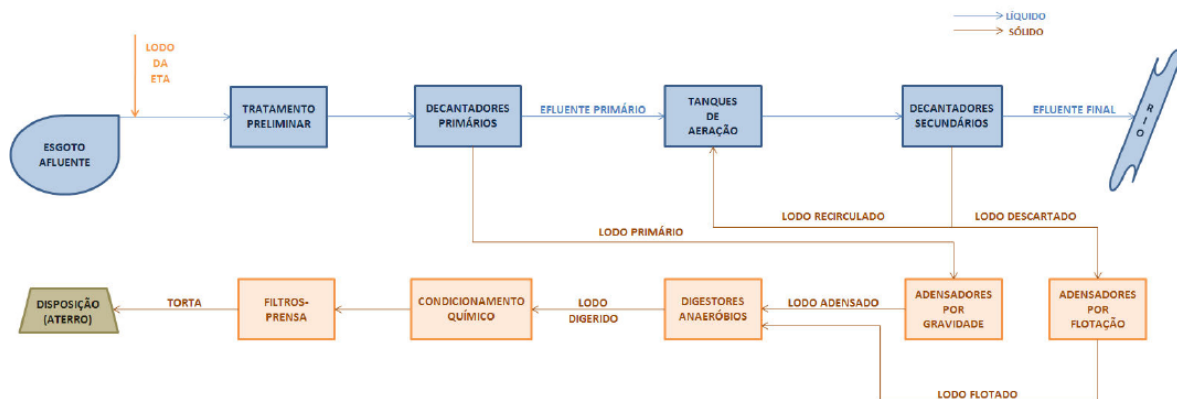 LÍQUIDO
SÓLIDO
LODO
DA
ETA
ESGOTO
AFLUENTE
TRATAMENTO
PRELIMINAR
DECANTADORES
PRIMÁRIOS
EFLUENTE PRIMÁRIO
TANQUES
DE
AERAÇÃO
DECANTADORES
SECUNDÁRIOS
EFLUENTE FINAL
RIO
LODO RECIRCULADO
LODO DESCARTADO
LODO PRIMÁRIO
DISPOSIÇÃO
(ATERRO)
TORTA
FILTROS-
PRENSA
CONDICIONAMENTO
QUÍMICO
LODO
DIGERIDO
DIGESTORES
ANAERÓBIOS
LODO ADENSADO
ADENSADORES
POR
GRAVIDADE
ADENSADORES
POR
FLOTAÇÃO
LODO FLOTADO